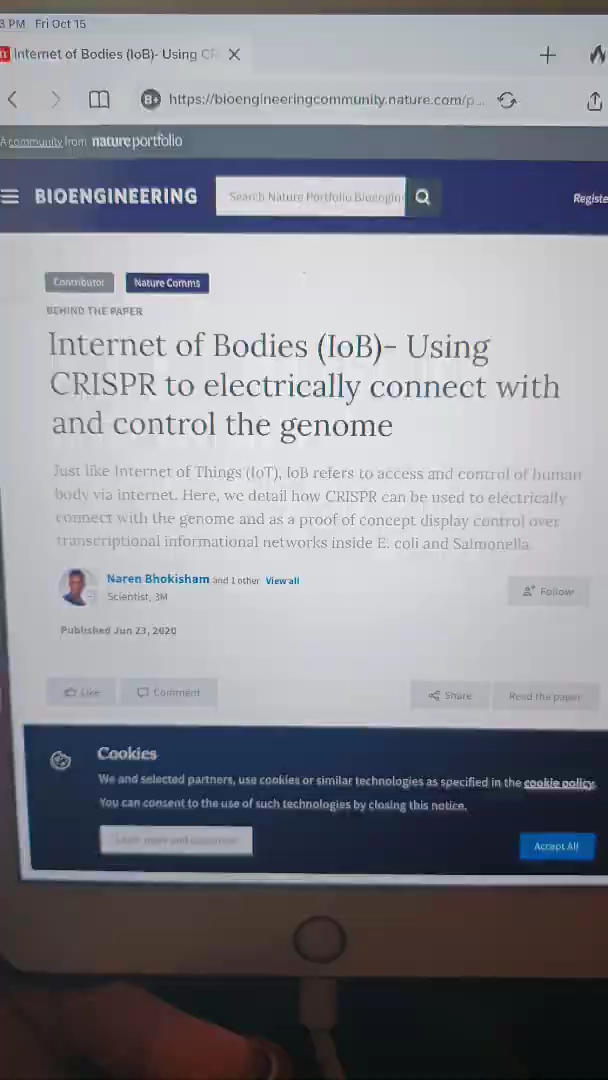 3 PM Fri Oct 15
Internet of Bodies (IoB)- Using CR
B+ https://bioengineeringcommunity.nature.com/p...
A community from nature portfolio
BIOENGINEERING Search Nature Portfolio Bioengin Registe
Contributor Nature Comms
BEHIND THE PAPER
Internet of Bodies (IoB)- Using
CRISPR to electrically connect with
and control the genome
Just like Internet of Things (IoT), IoB refers to access and control of human
body via internet. Here, we detail how CRISPR can be used to electrically
connect with the genome and as a proof of concept display control over
transcriptional informational networks inside E. coli and Salmonella.
Naren Bhokisham and 1 other View all
Scientist, 3M
Follow
Published Jun 23, 2020
Like Comment Share Read the paper
Cookies
We and selected partners, use cookies or similar technologies as specified in the cookie policy.
You can consent to the use of such technologies by closing this notice.
Learn more and customize Accept All